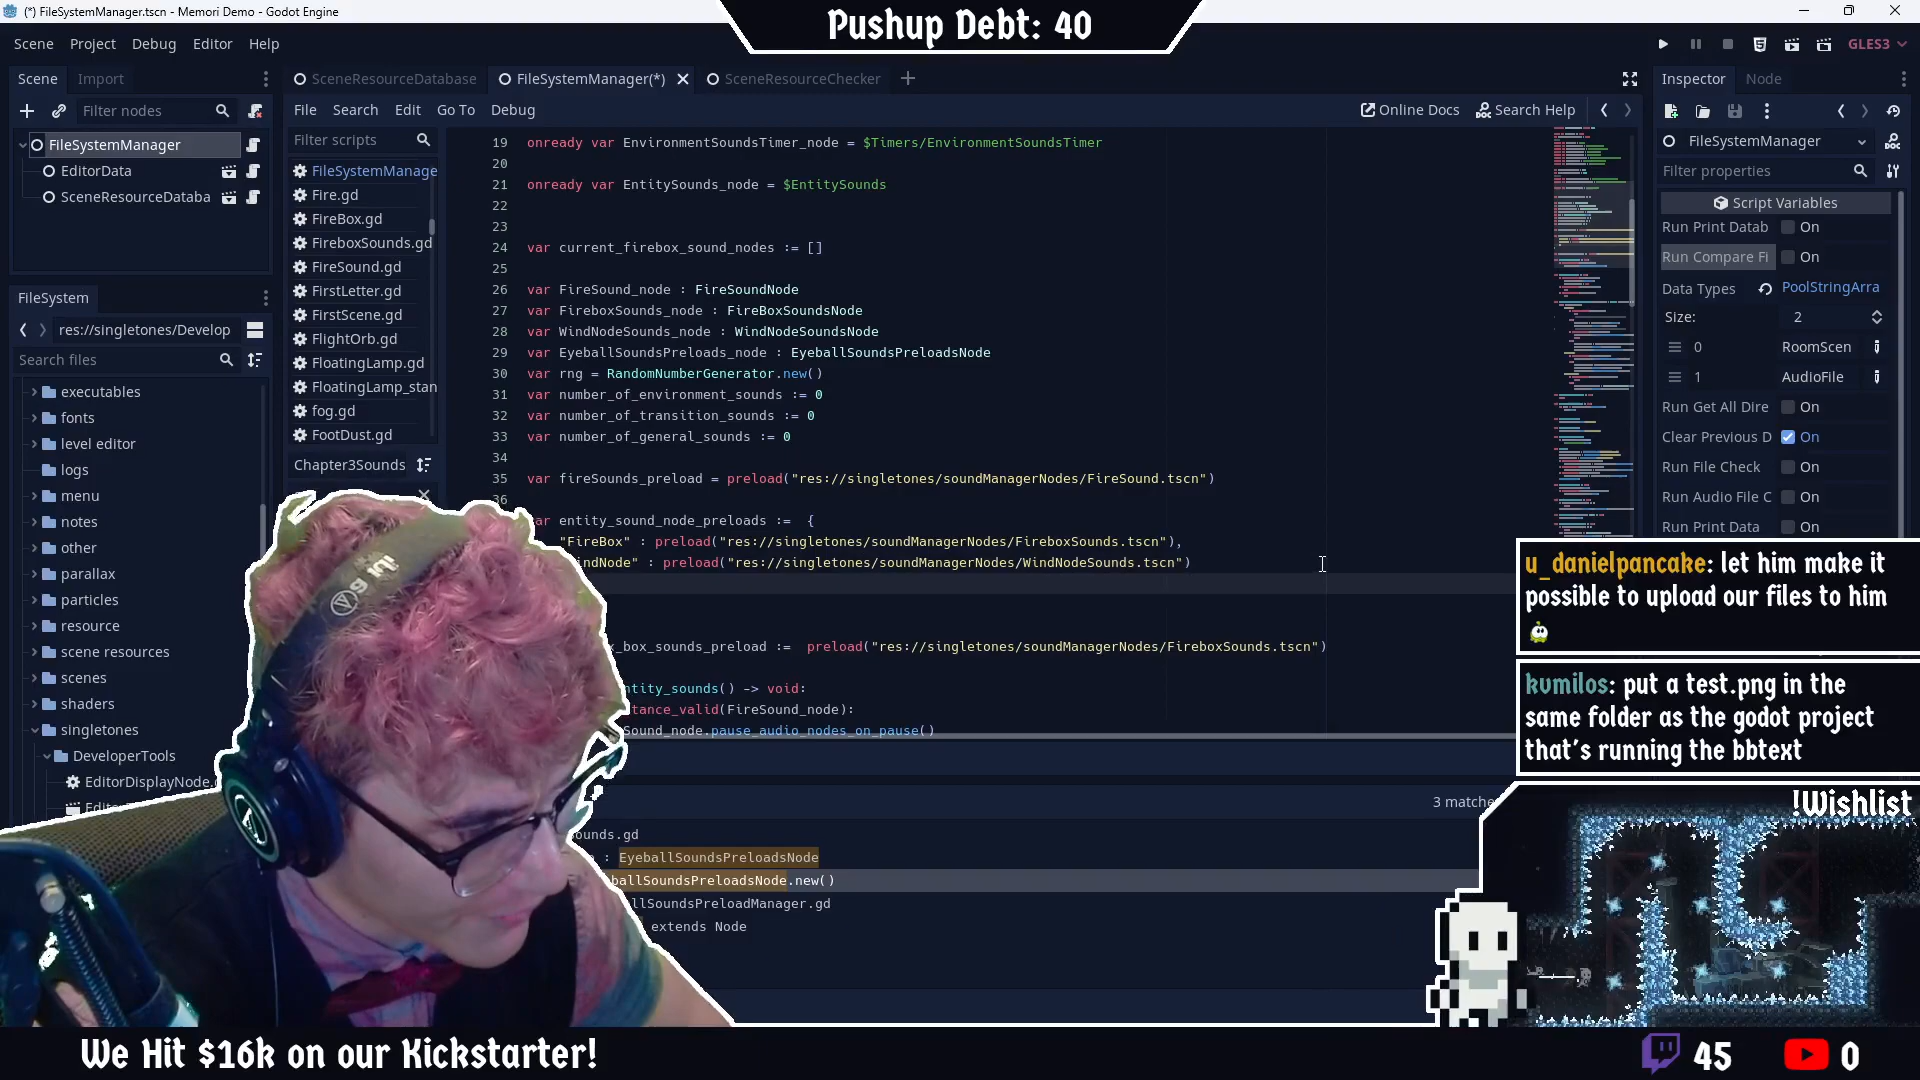 (*) FileSystemManager.tscn - Memori Demo - Godot Engine
Pushup Debt: 40
Scene Project Debug Editor Help
GLES3
Scene Import
SceneResourceDatabase FileSystemManager(*) SceneResourceChecker
Inspector Node
Filter nodes
File Search Edit Go To Debug
Online Docs Search Help
FileSystemManager
EditorData
SceneResourceDataba
FileSystem
res://singletones/Develop
Search files
executables
fonts
level editor
logs
menu
notes
other
parallax
particles
resource
scene resources
scenes
shaders
singletones
DeveloperTools
EditorDisplayNode.
Filter scripts
FileSystemManage
Fire.gd
FireBox.gd
FireboxSounds.gd
FireSound.gd
FirstLetter.gd
FirstScene.gd
FlightOrb.gd
FloatingLamp.gd
FloatingLamp_stan
fog.gd
FootDust.gd
Chapter3Sounds
19 onready var EnvironmentSoundsTimer_node = $Timers/EnvironmentSoundsTimer
20
21 onready var EntitySounds_node = $EntitySounds
22
23
24 var current_firebox_sound_nodes := []
25
26 var FireSound_node : FireSoundNode
27 var FireboxSounds_node : FireBoxSoundsNode
28 var WindNodeSounds_node : WindNodeSoundsNode
29 var EyeballSoundsPreloads_node : EyeballSoundsPreloadsNode
30 var rng = RandomNumberGenerator.new()
31 var number_of_environment_sounds := 0
32 var number_of_transition_sounds := 0
33 var number_of_general_sounds := 0
34
35 var fireSounds_preload = preload("res://singletones/soundManagerNodes/FireSound.tscn")
36
ar entity_sound_node_preloads := {
"FireBox" : preload("res://singletones/soundManagerNodes/FireboxSounds.tscn"),
indNode" : preload("res://singletones/soundManagerNodes/WindNodeSounds.tscn")
_box_sounds_preload := preload("res://singletones/soundManagerNodes/FireboxSounds.tscn")
ntity_sounds() -> void:
tance_valid(FireSound_node):
Sound_node.pause_audio_nodes_on_pause()
3 matche
ounds.gd
: EyeballSoundsPreloadsNode
ballSoundsPreloadsNode.new()
llSoundsPreloadManager.gd
extends Node
FileSystemManager
Filter properties
Script Variables
Run Print Datab On
Run Compare Fi On
Data Types PoolStringArra
Size: 2
0 RoomScen
1 AudioFile
Run Get All Dire On
Clear Previous D On
Run File Check On
Run Audio File C On
Run Print Data On
u_danielpancake: let him make it
possible to upload our files to him
kvmilos: put a test.png in the
same folder as the godot project
that's running the bbtext
!Wishlist
We Hit $16k on our Kickstarter!
45
0